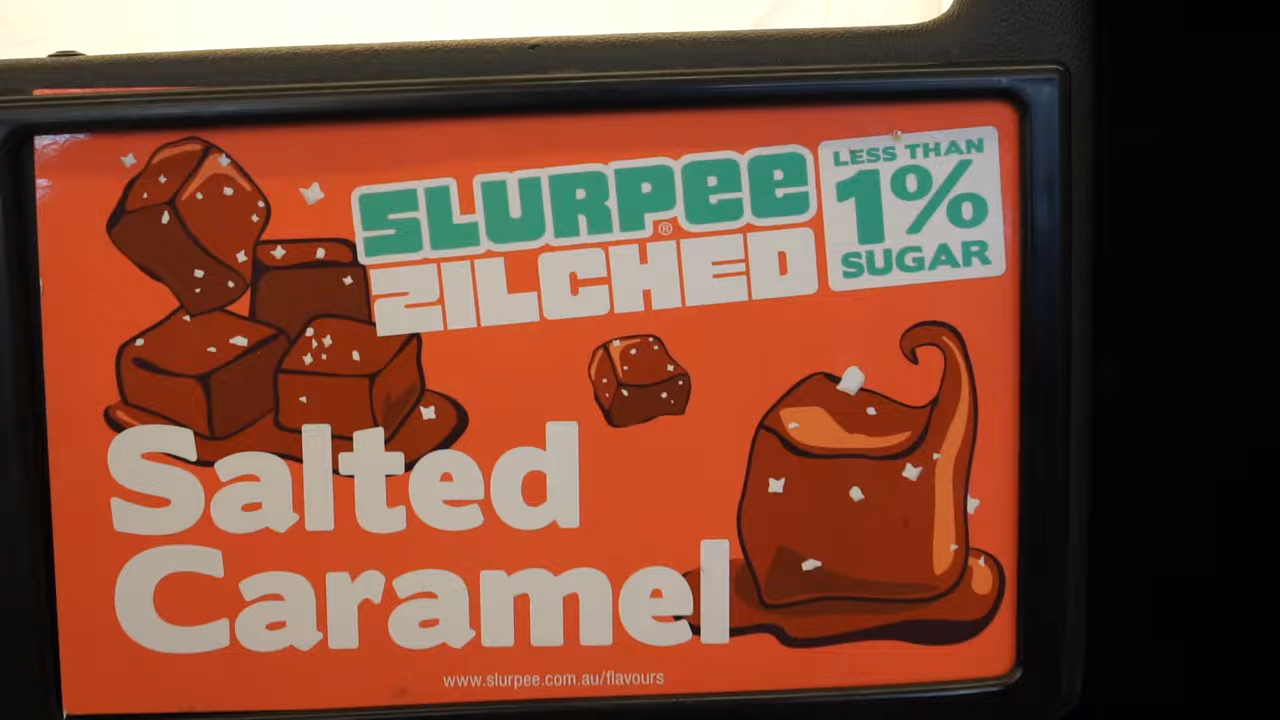 SLURPEE®
ZILCHED
LESS THAN
1%
SUGAR
Salted
Caramel
www.slurpee.com.au/flavours